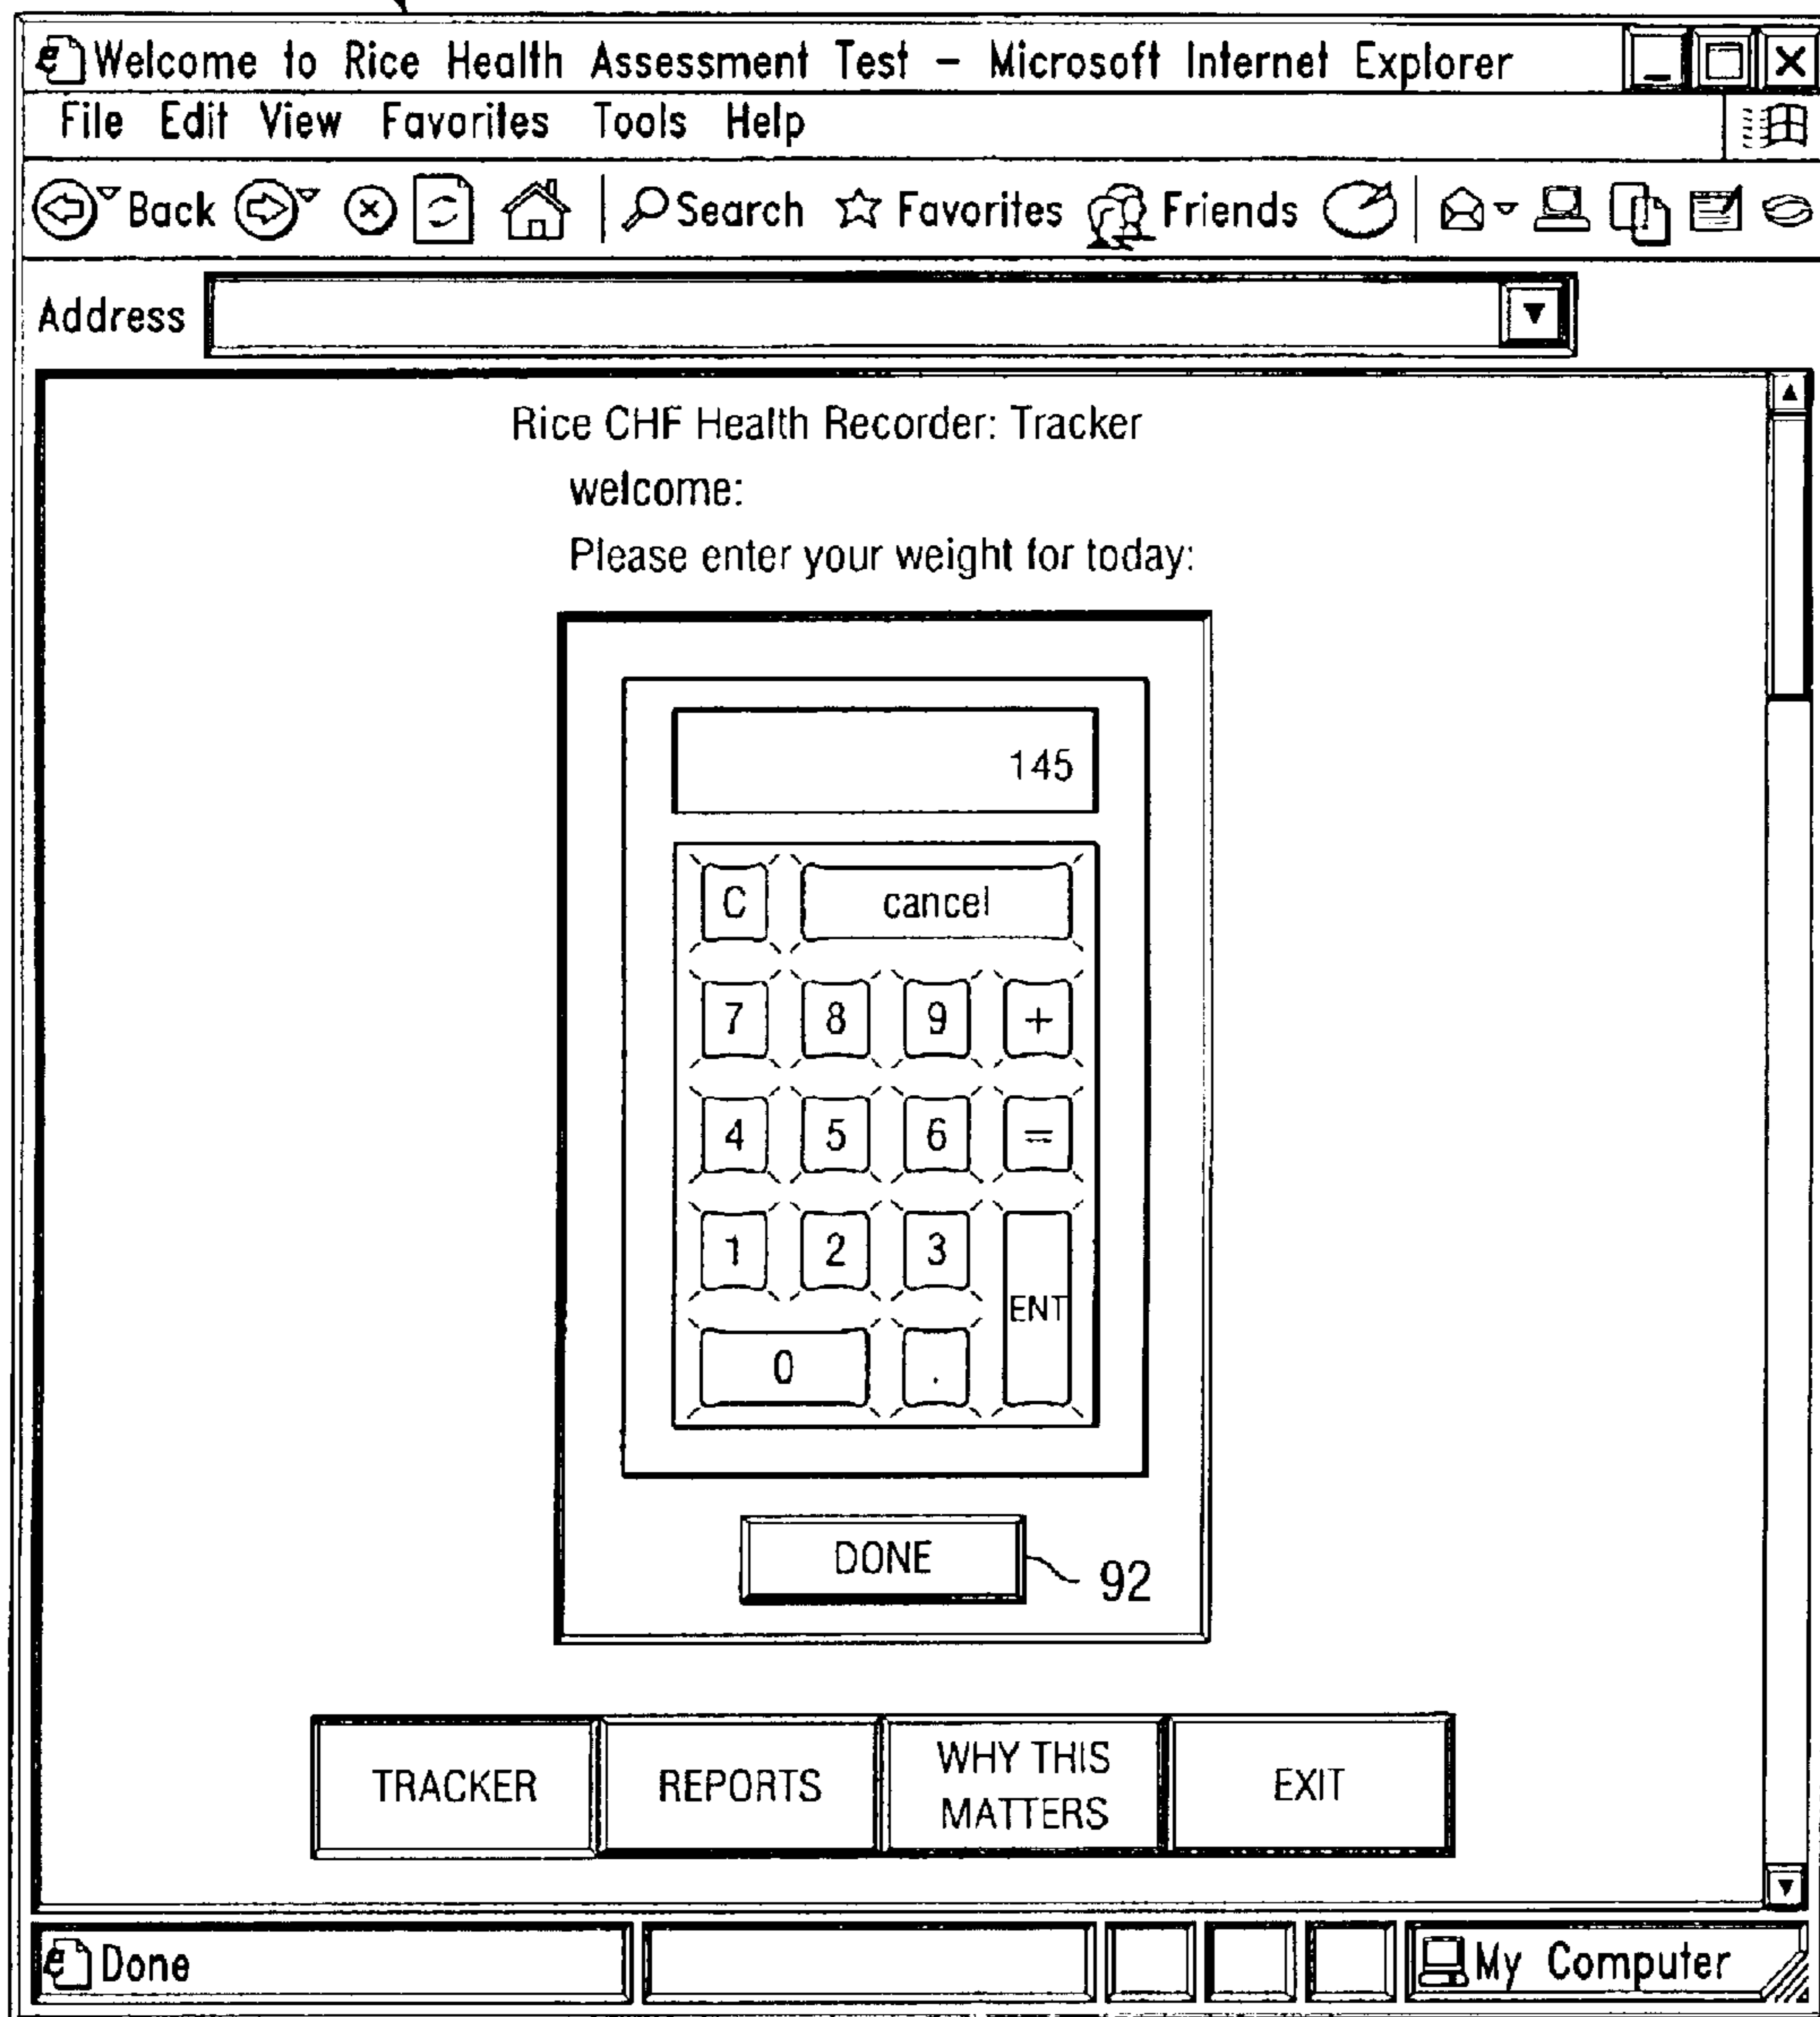 Welcome to Rice Health Assessment Test – Microsoft Internet Explorer
File Edit View Favorites Tools Help
Back Search Favorites Friends
Address
Rice CHF Health Recorder: Tracker
welcome:
Please enter your weight for today:
145
C cancel
7 8 9 +
4 5 6 =
1 2 3
ENT
0 .
DONE 92
TRACKER REPORTS WHY THIS MATTERS EXIT
Done My Computer